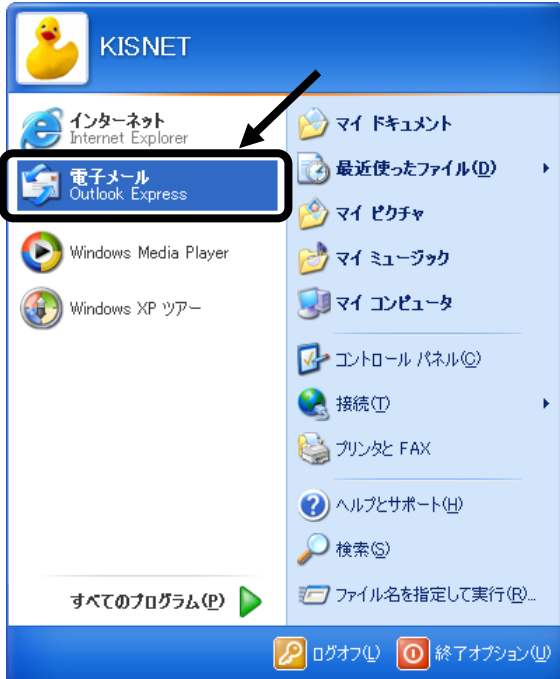 KISNET
インターネット
Internet Explorer
電子メール
Outlook Express
Windows Media Player
Windows XP ツアー
すべてのプログラム(P)
マイ ドキュメント
最近使ったファイル(D)
マイ ピクチャ
マイ ミュージック
マイ コンピュータ
コントロール パネル(C)
接続(T)
プリンタと FAX
ヘルプとサポート(H)
検索(S)
ファイル名を指定して実行(R)...
ログオフ(L)
終了オプション(U)